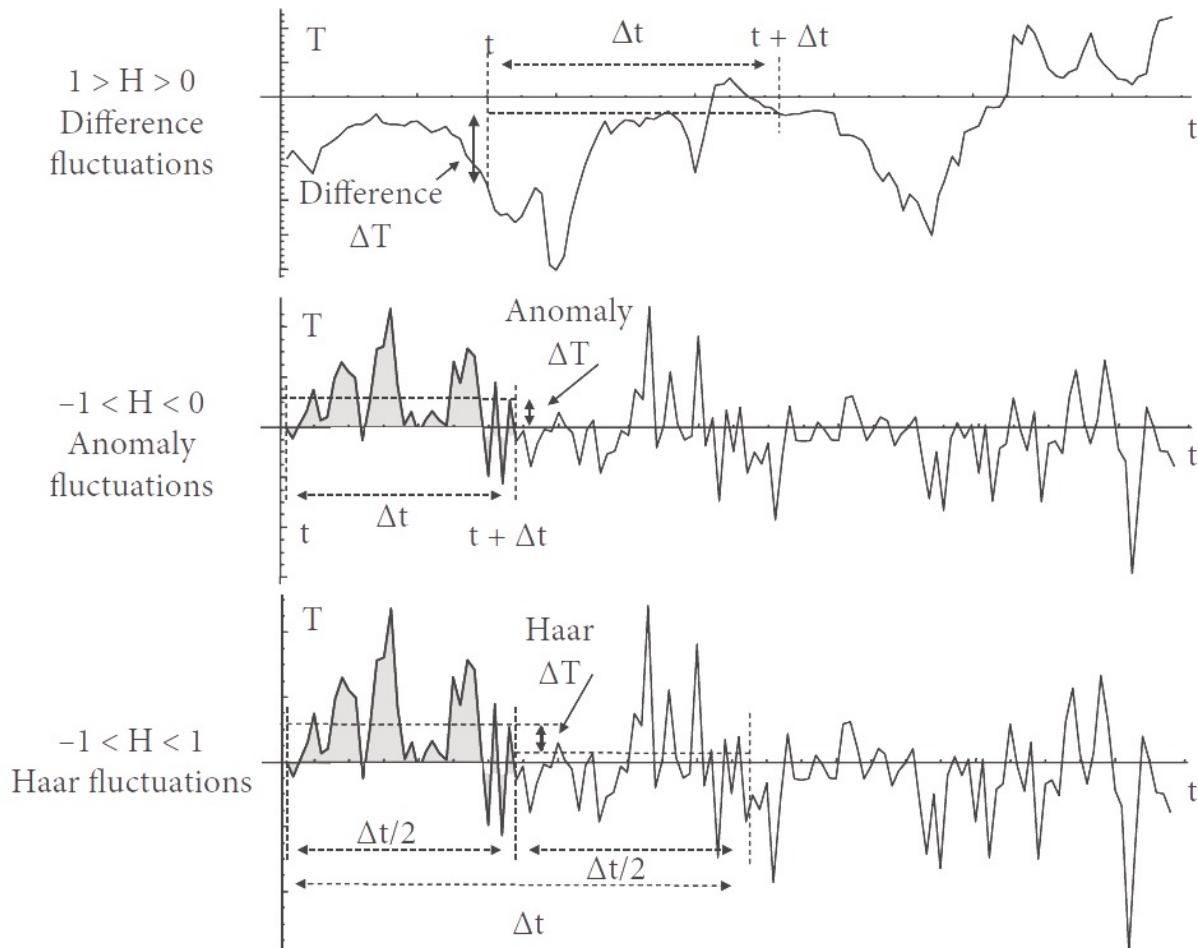 T
t
Δt
t + Δt
1 > H > 0
Difference
fluctuations
t
Difference
ΔT
T
Anomaly
ΔT
−1 < H < 0
Anomaly
fluctuations
t
Δt
t
t + Δt
T
Haar
ΔT
−1 < H < 1
Haar fluctuations
t
Δt/2
Δt/2
Δt